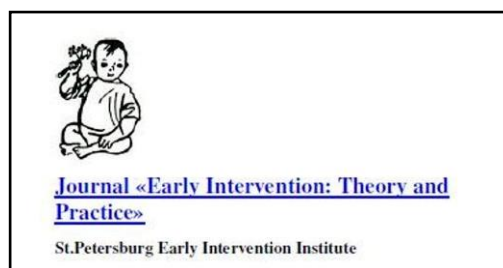 Journal «Early Intervention: Theory and
Practice»
St.Petersburg Early Intervention Institute